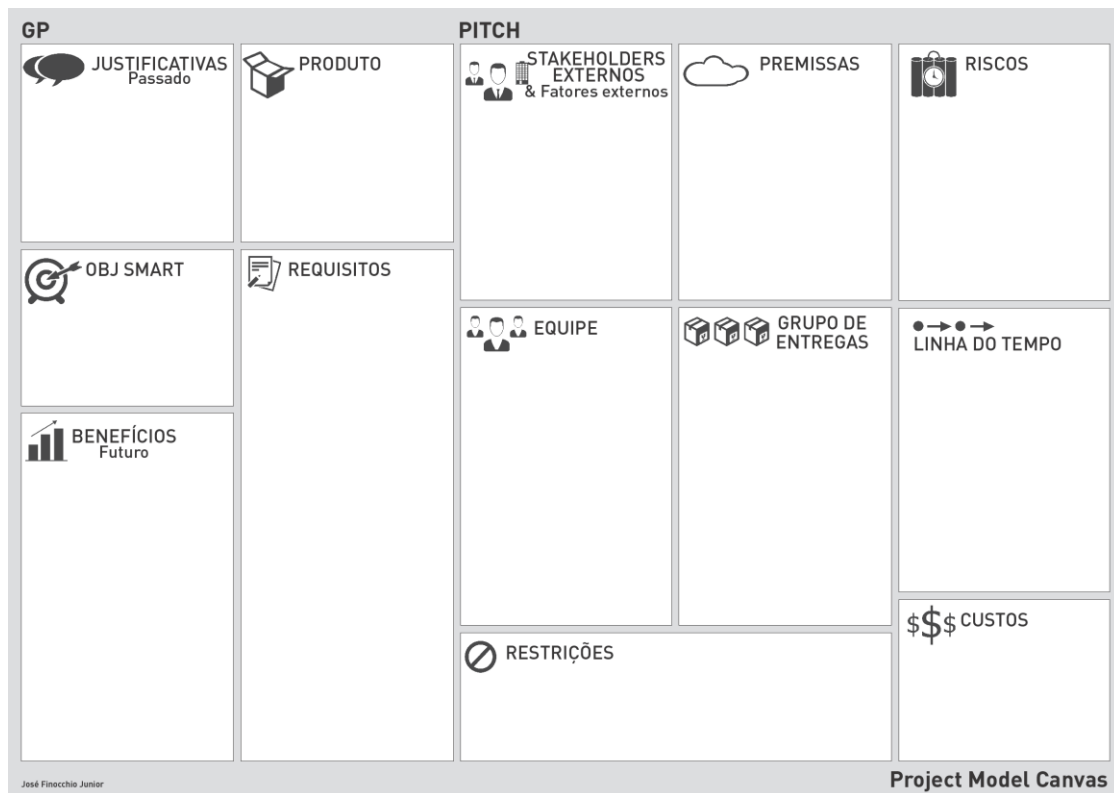 GP
PITCH
JUSTIFICATIVAS
Passado
PRODUTO
STAKEHOLDERS
EXTERNOS
& Fatores externos
PREMISSAS
RISCOS
OBJ SMART
REQUISITOS
EQUIPE
GRUPO DE
ENTREGAS
LINHA DO TEMPO
BENEFÍCIOS
Futuro
$$$ CUSTOS
RESTRIÇÕES
José Finocchio Junior
Project Model Canvas